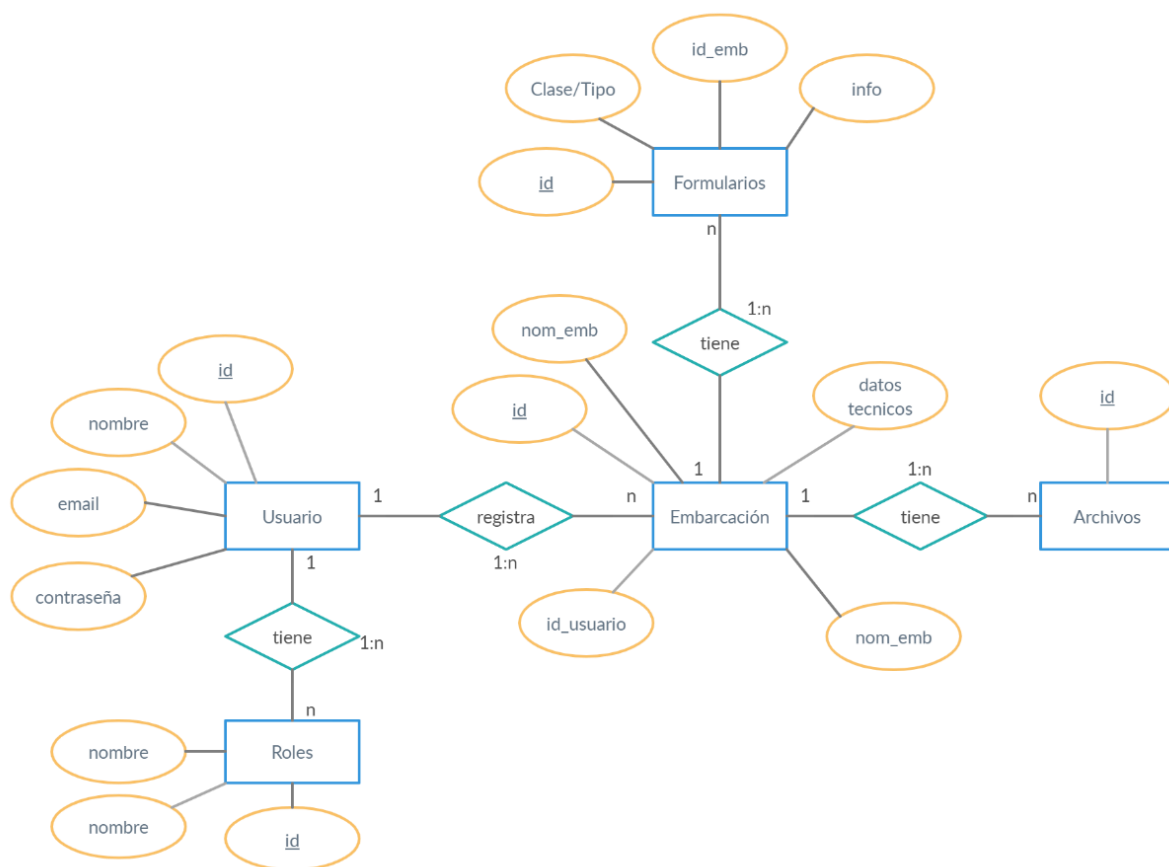 id_emb
Clase/Tipo
info
id
Formularios
n
1:n
nom_emb
tiene
id
datos
tecnicos
id
id
nombre
email
contraseña
Usuario
1
registra
1:n
n
1
Embarcación
1
1:n
tiene
n
Archivos
1
id_usuario
nom_emb
tiene
1:n
n
nombre
Roles
nombre
id